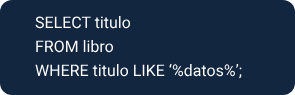 SELECT titulo
FROM libro
WHERE titulo LIKE ‘%datos%’;